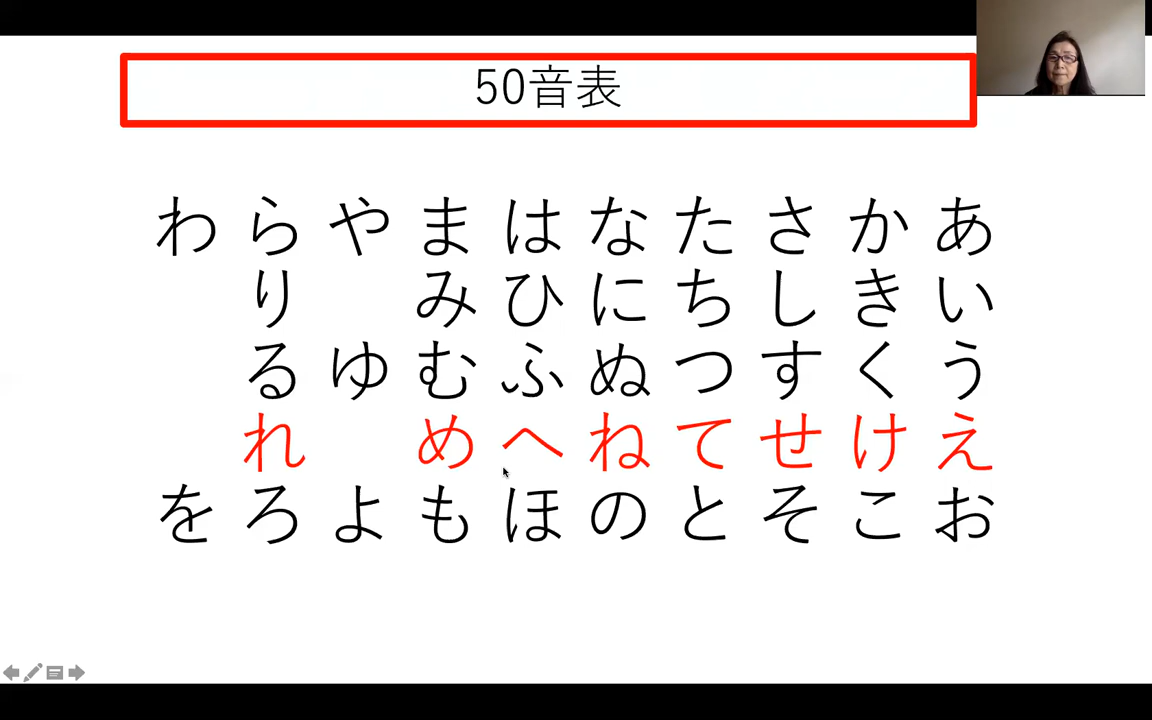 50音表
わらやまはなたさかあ
りみひにちしきい
るゆむふぬつすくう
れめへねてせけえ
をろよもほのとそこお